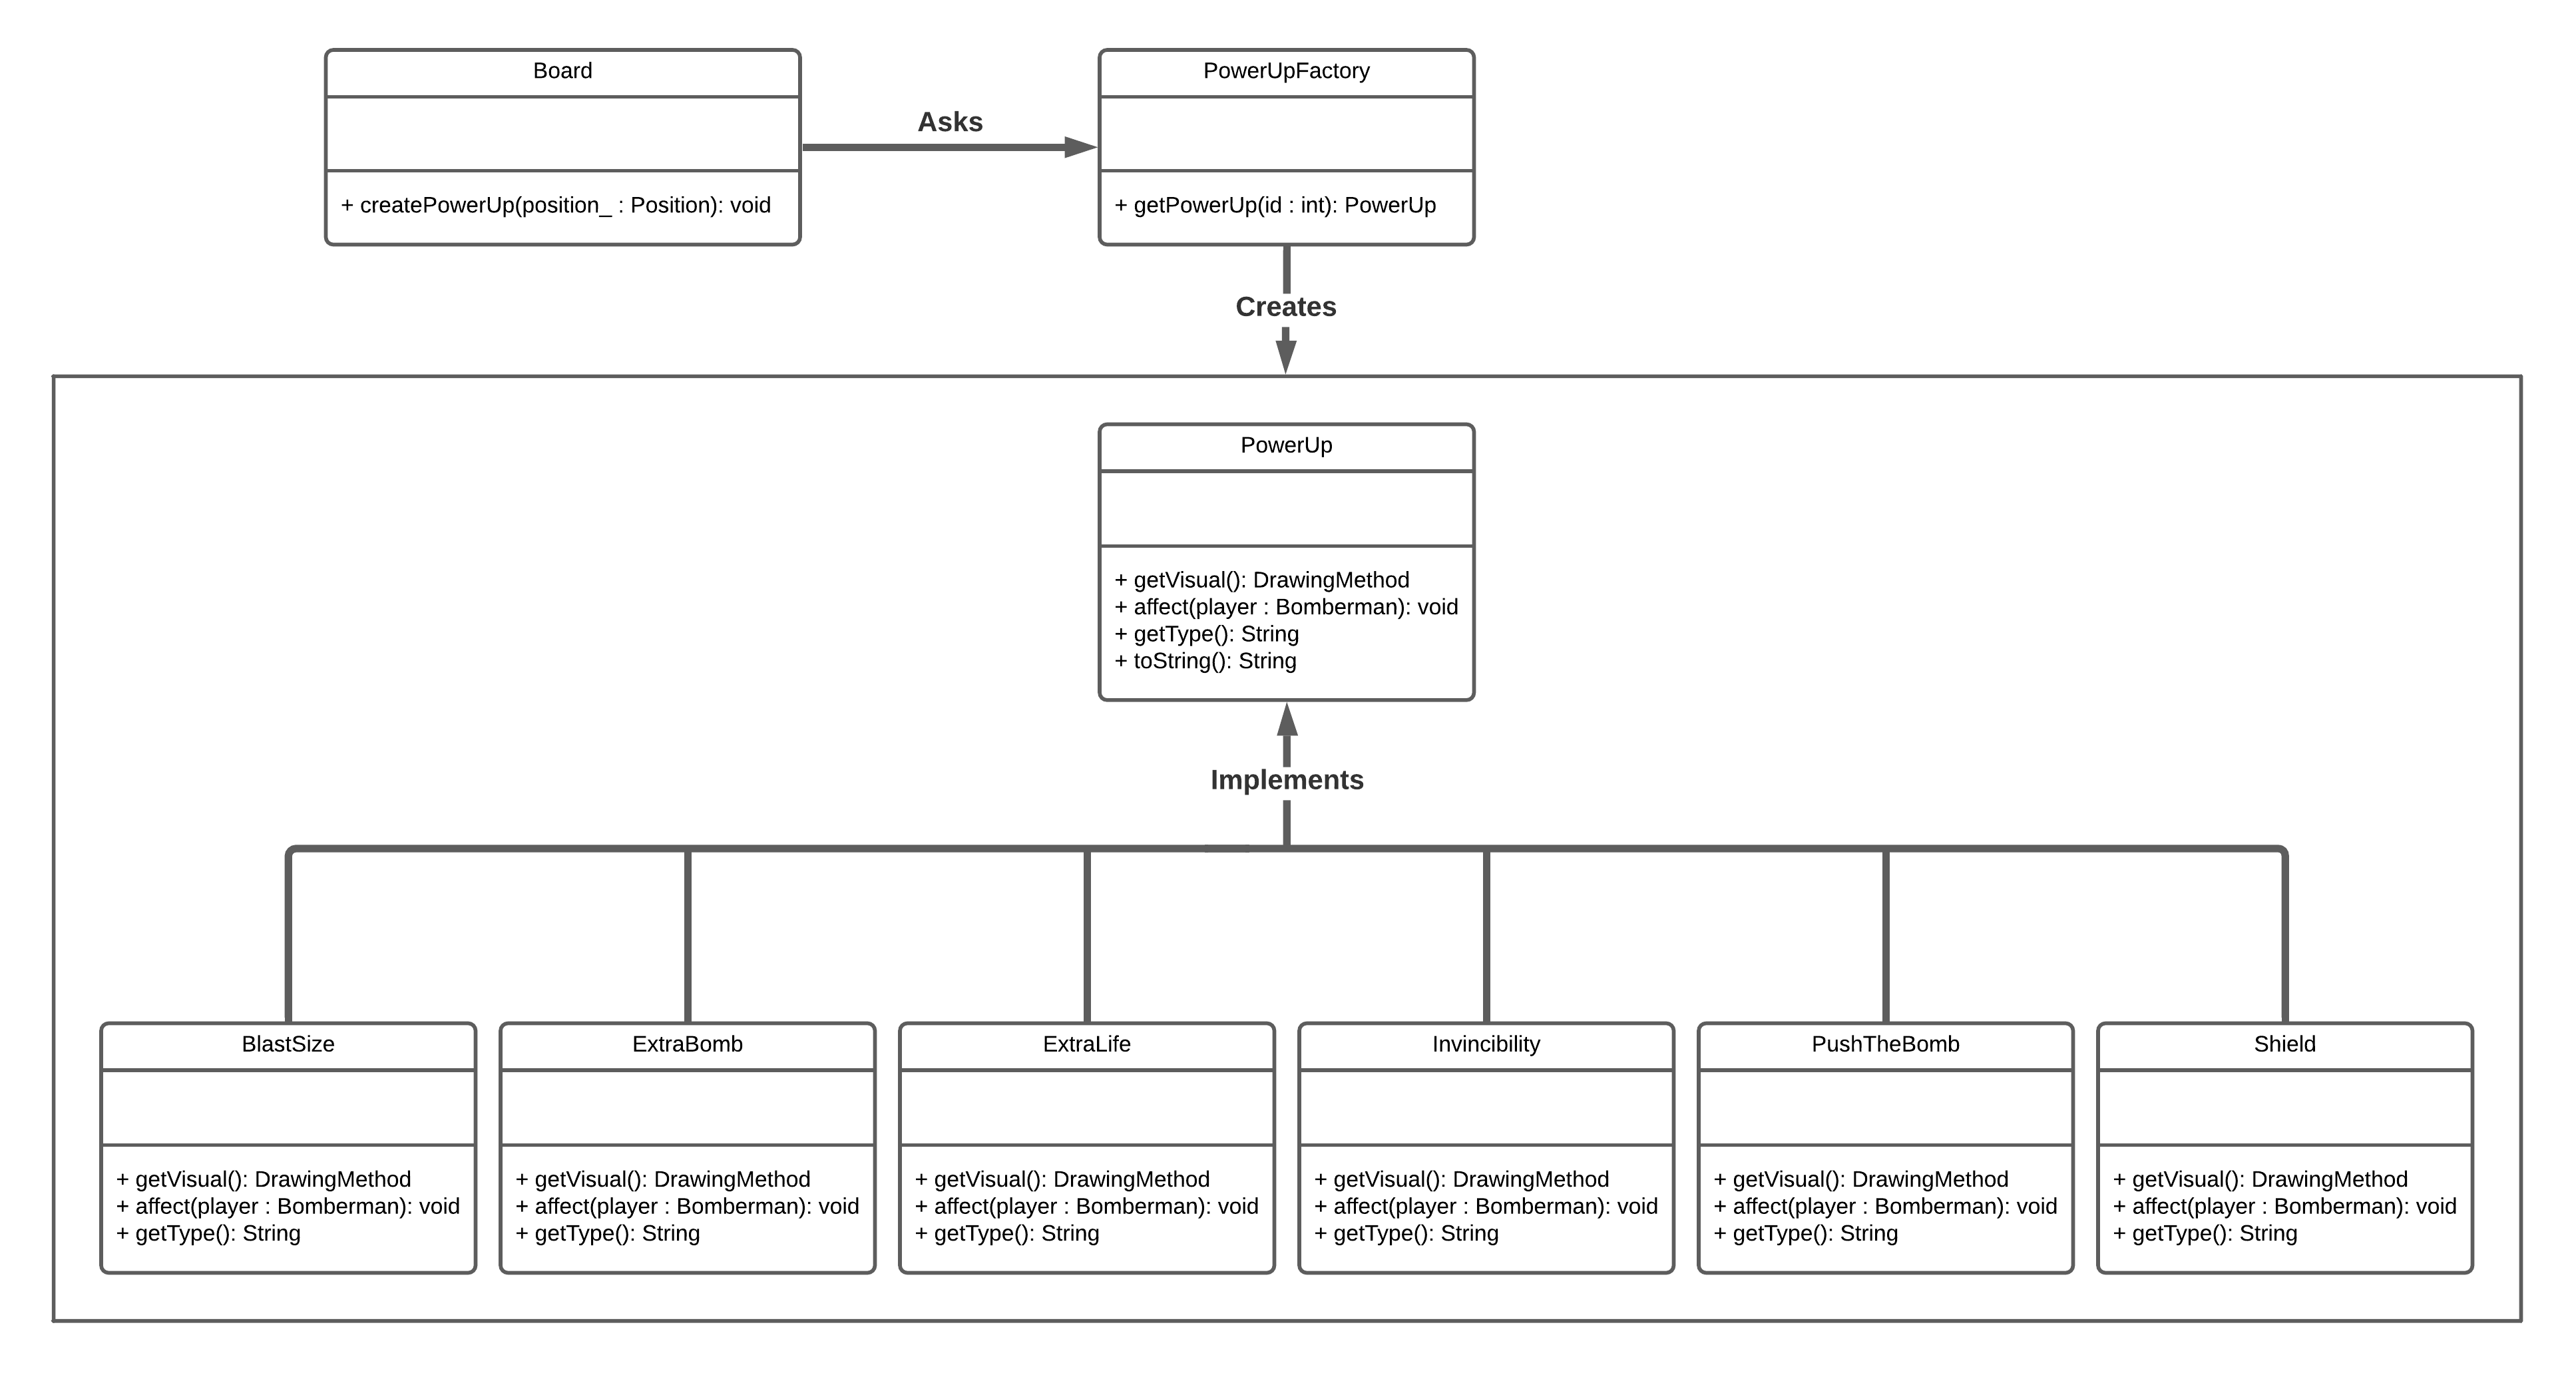 Board
+ createPowerUp(position_ : Position): void
Asks
PowerUpFactory
+ getPowerUp(id : int): PowerUp
Creates
PowerUp
+ getVisual(): DrawingMethod
+ affect(player : Bomberman): void
+ getType(): String
+ toString(): String
Implements
BlastSize
+ getVisual(): DrawingMethod
+ affect(player : Bomberman): void
+ getType(): String
ExtraBomb
+ getVisual(): DrawingMethod
+ affect(player : Bomberman): void
+ getType(): String
ExtraLife
+ getVisual(): DrawingMethod
+ affect(player : Bomberman): void
+ getType(): String
Invincibility
+ getVisual(): DrawingMethod
+ affect(player : Bomberman): void
+ getType(): String
PushTheBomb
+ getVisual(): DrawingMethod
+ affect(player : Bomberman): void
+ getType(): String
Shield
+ getVisual(): DrawingMethod
+ affect(player : Bomberman): void
+ getType(): String